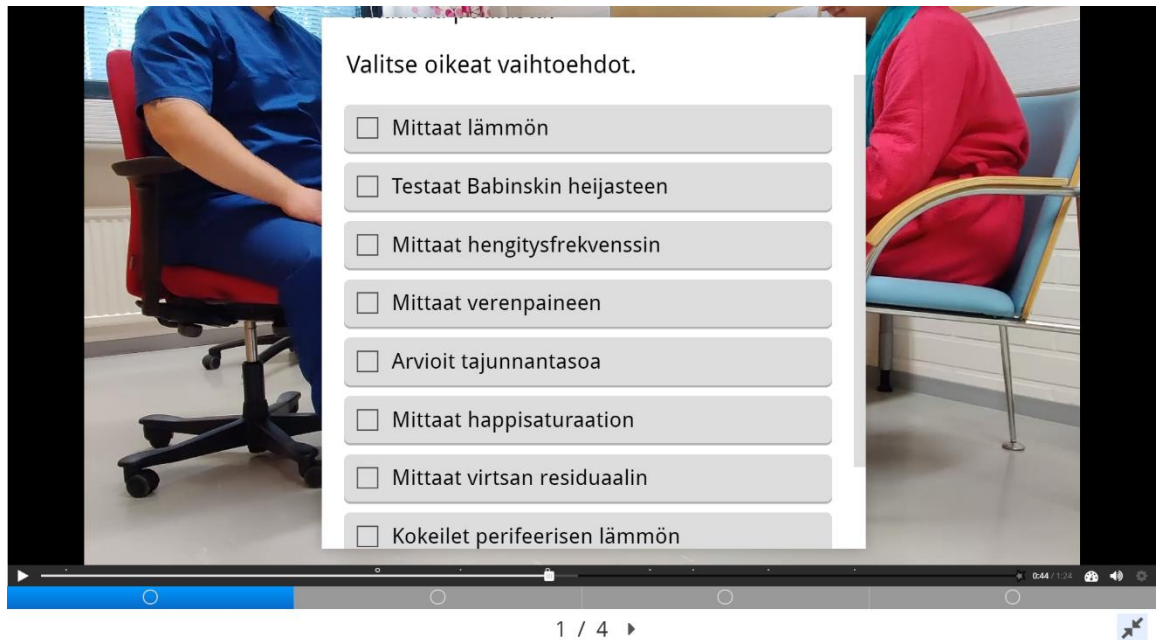 Valitse oikeat vaihtoehdot.
Mittaat lämmön
Testaat Babinskin heijasteen
Mittaat hengitysfrekvenssin
Mittaat verenpaineen
Arvioit tajunnantasoa
Mittaat happisaturaation
Mittaat virtsan residuaalin
Kokeilet perifeerisen lämmön
0:44 / 1:24
1 / 4